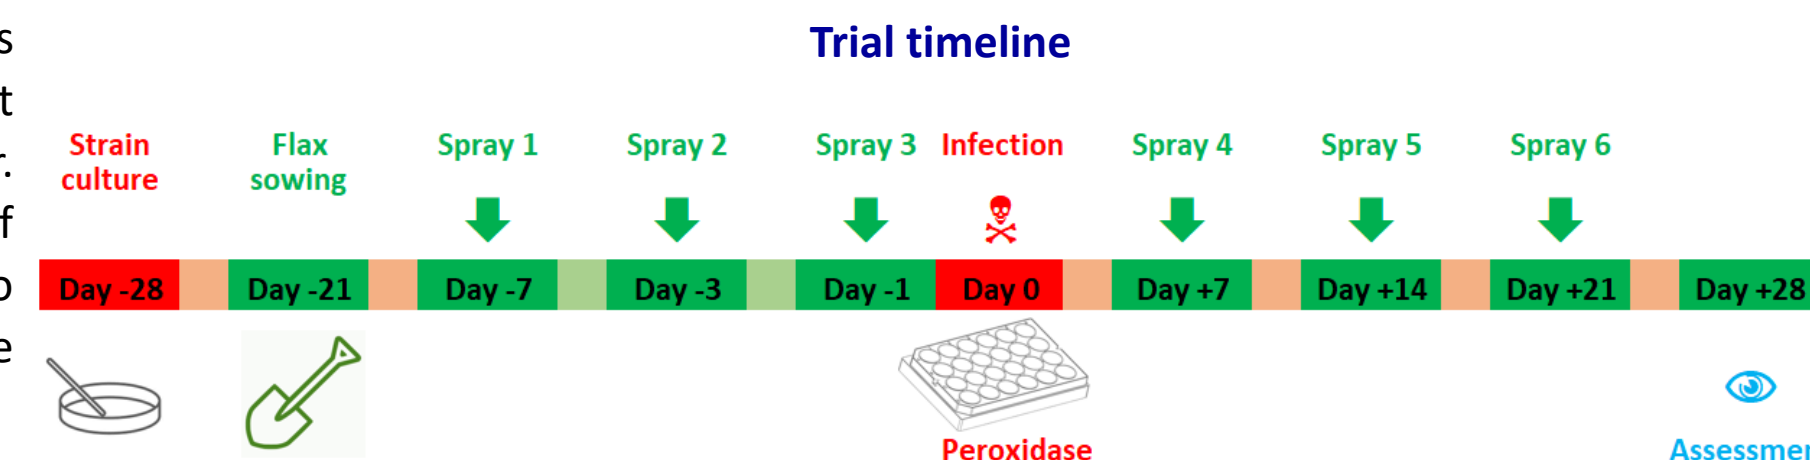 Trial timeline
s
t
r.
f
o
e
Strain culture
Flax sowing
Spray 1
Spray 2
Spray 3
Infection
Spray 4
Spray 5
Spray 6
Day -28
Day -21
Day -7
Day -3
Day -1
Day 0
Day +7
Day +14
Day +21
Day +28
Peroxidase